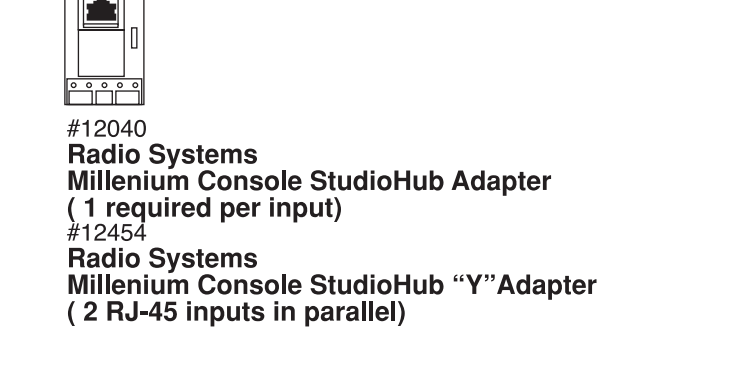 #12040
Radio Systems
Millenium Console StudioHub Adapter
( 1 required per input)
#12454
Radio Systems
Millenium Console StudioHub “Y”Adapter
( 2 RJ-45 inputs in parallel)